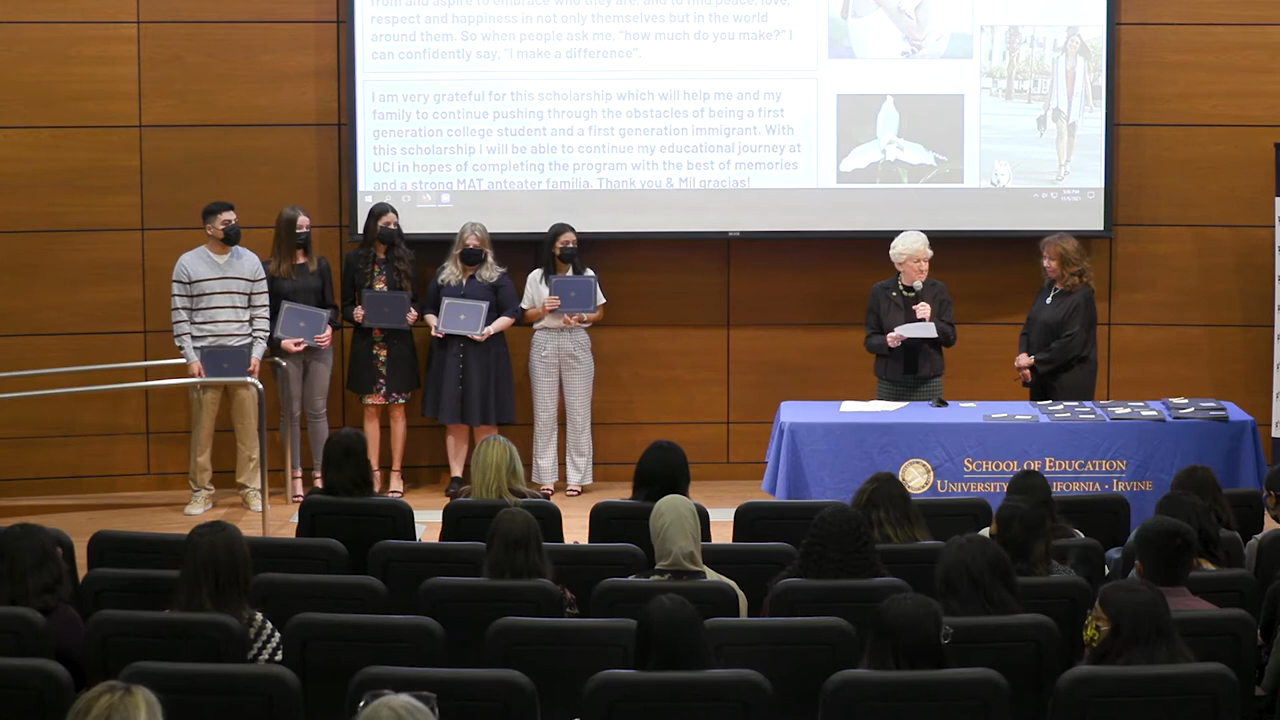 from and aspire to embrace who they are, and to find peace, love,
respect and happiness in not only themselves but in the world
around them. So when people ask me, "how much do you make?" I
can confidently say, "I make a difference".
I am very grateful for this scholarship which will help me and my
family to continue pushing through the obstacles of being a first
generation college student and a first generation immigrant. With
this scholarship I will be able to continue my educational journey at
UCI in hopes of completing the program with the best of memories
and a strong MAT anteater familia. Thank you & Mil gracias!
SCHOOL OF EDUCATION
UNIVERSITY CALIFORNIA • IRVINE